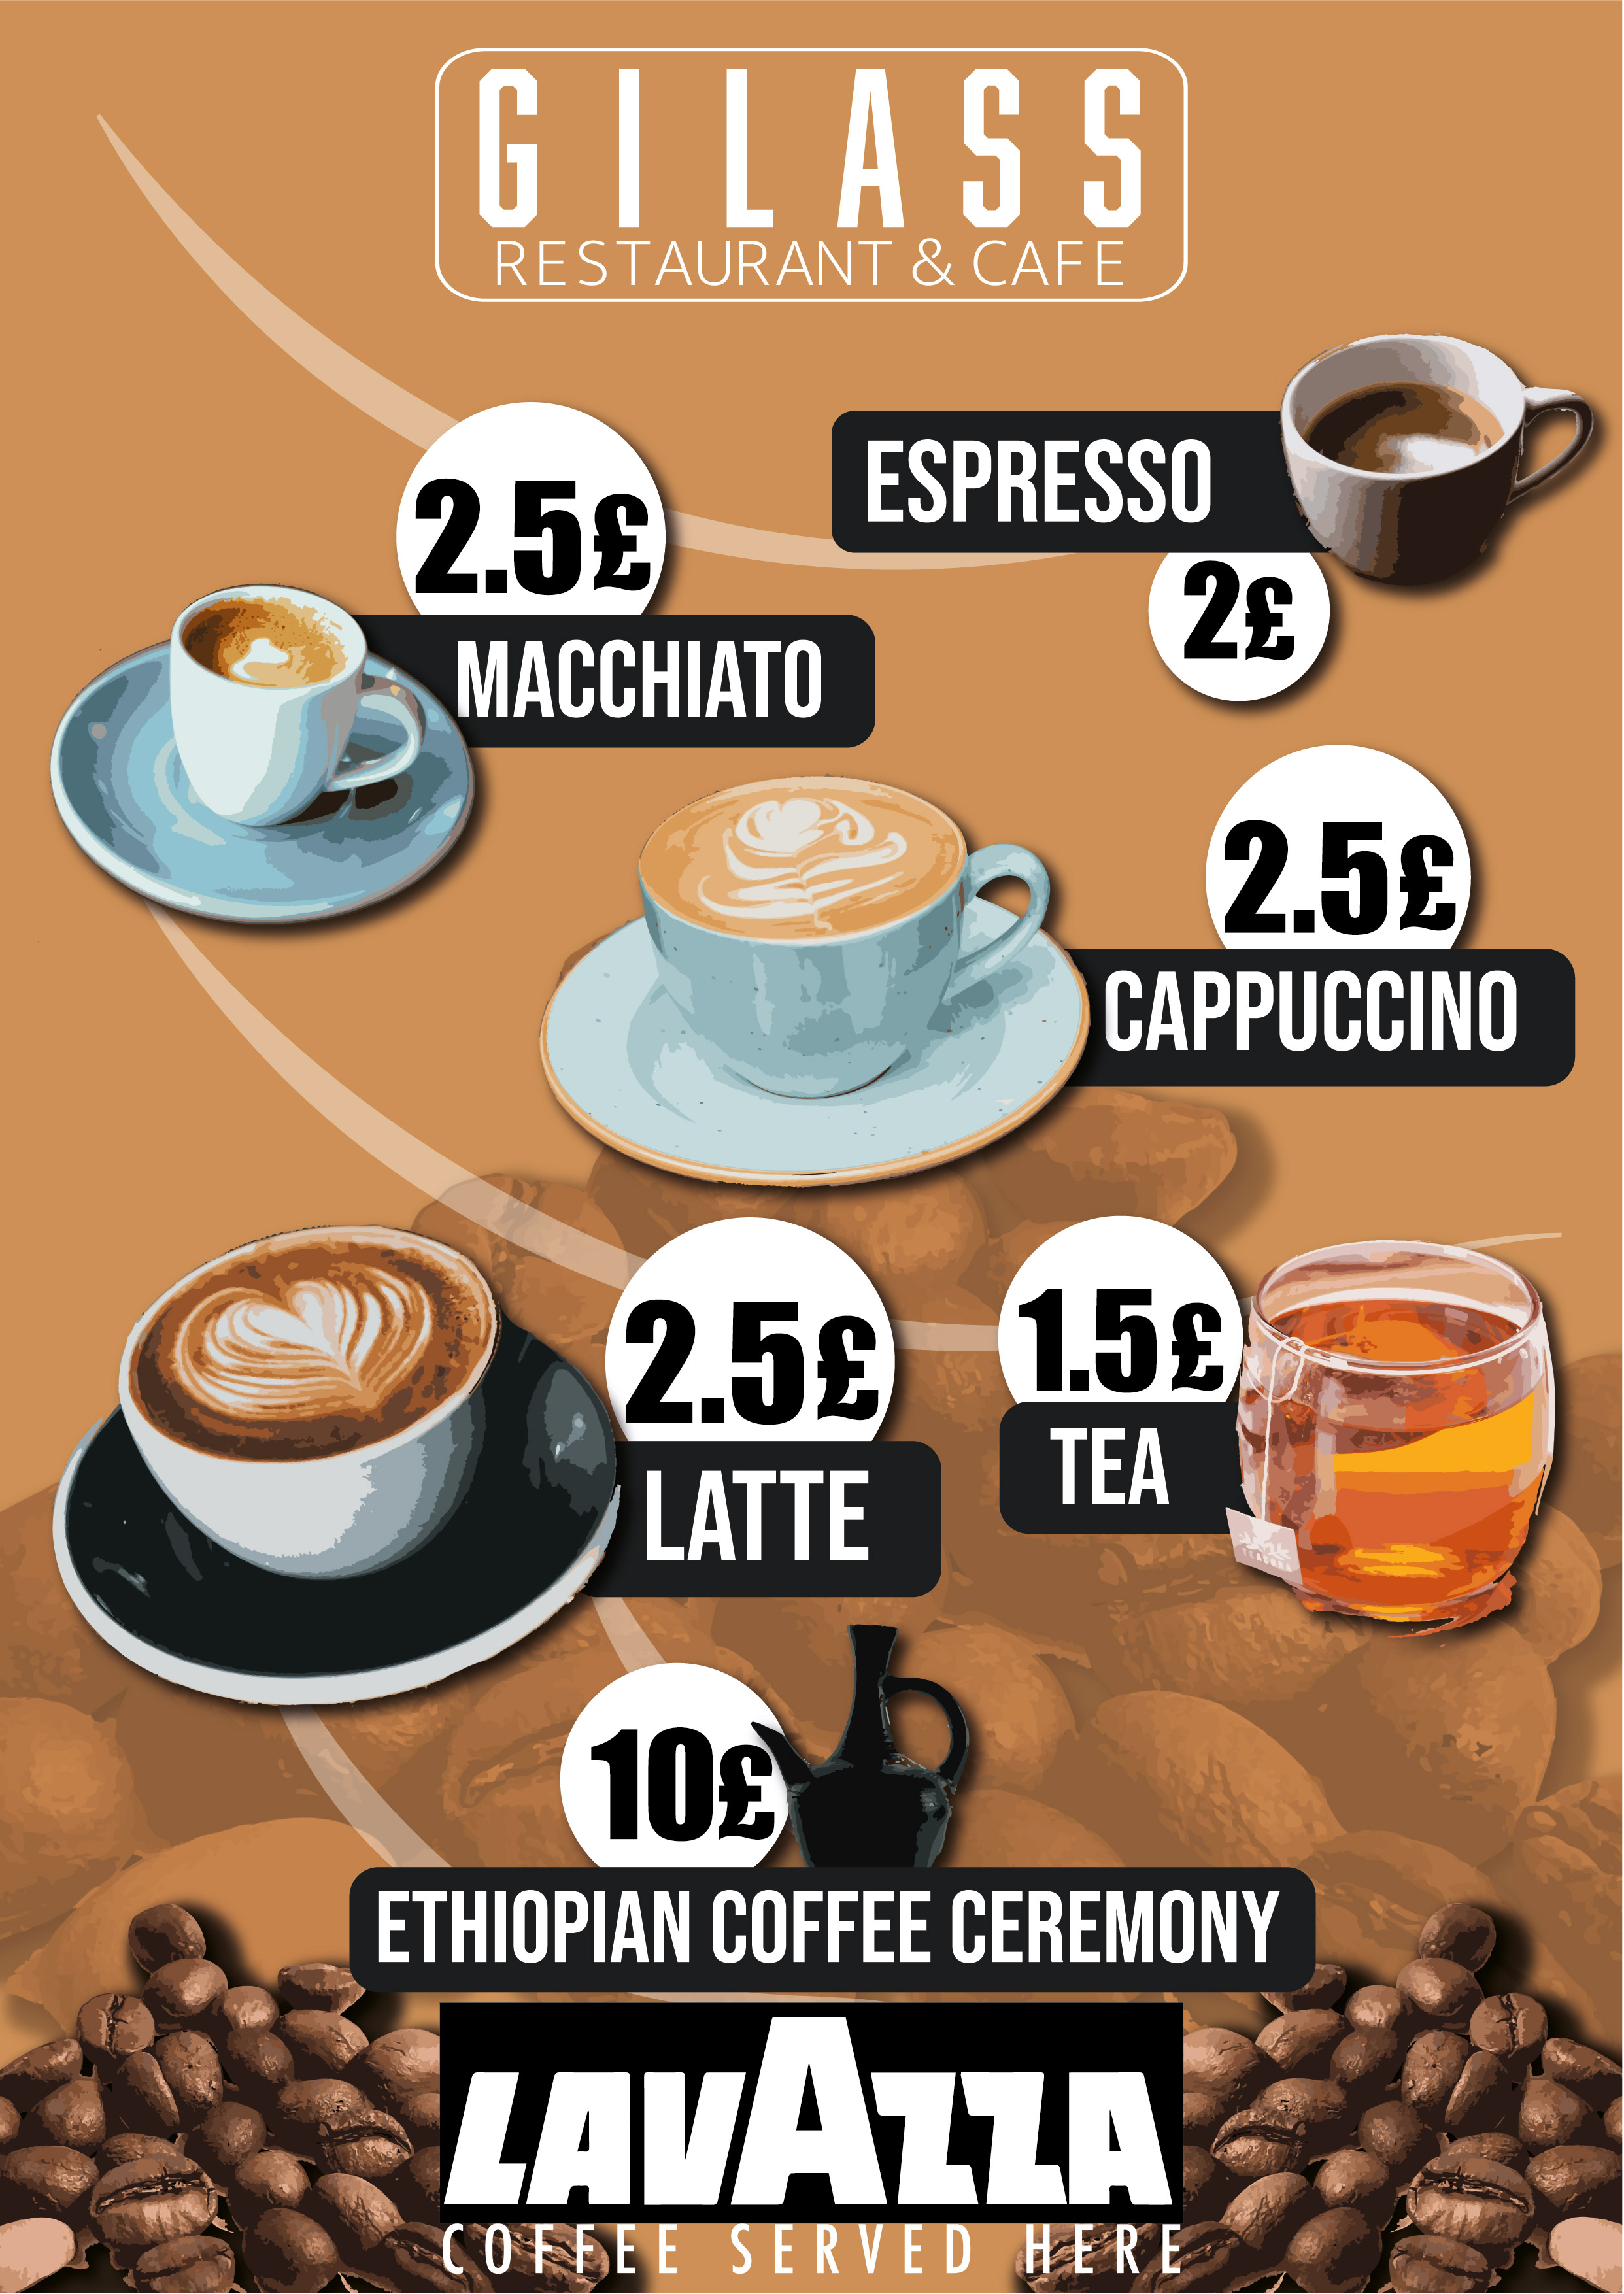 GILASS
RESTAURANT & CAFE
ESPRESSO
2£
2.5£
MACCHIATO
2.5£
CAPPUCCINO
2.5£
LATTE
1.5£
TEA
10£
ETHIOPIAN COFFEE CEREMONY
LAVAZZA
COFFEE SERVED HERE